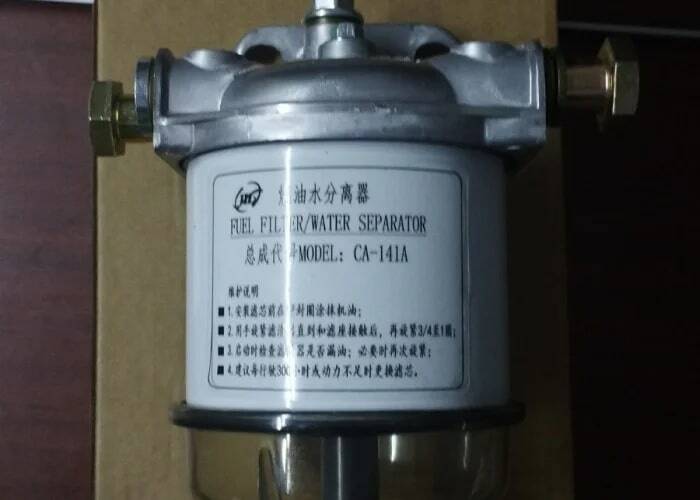 燃油水分离器
FUEL FILTER/WATER SEPARATOR
总成代号MODEL: CA-141A
维护说明
■1.安装滤芯前在密封圈涂抹机油;
■2.用手旋紧滤清器直到和滤座接触后,再旋紧3/4至1圈;
■3.启动时检查滤清器是否漏油;必要时再次旋紧;
■4.建议每行驶300小时或动力不足时更换滤芯。